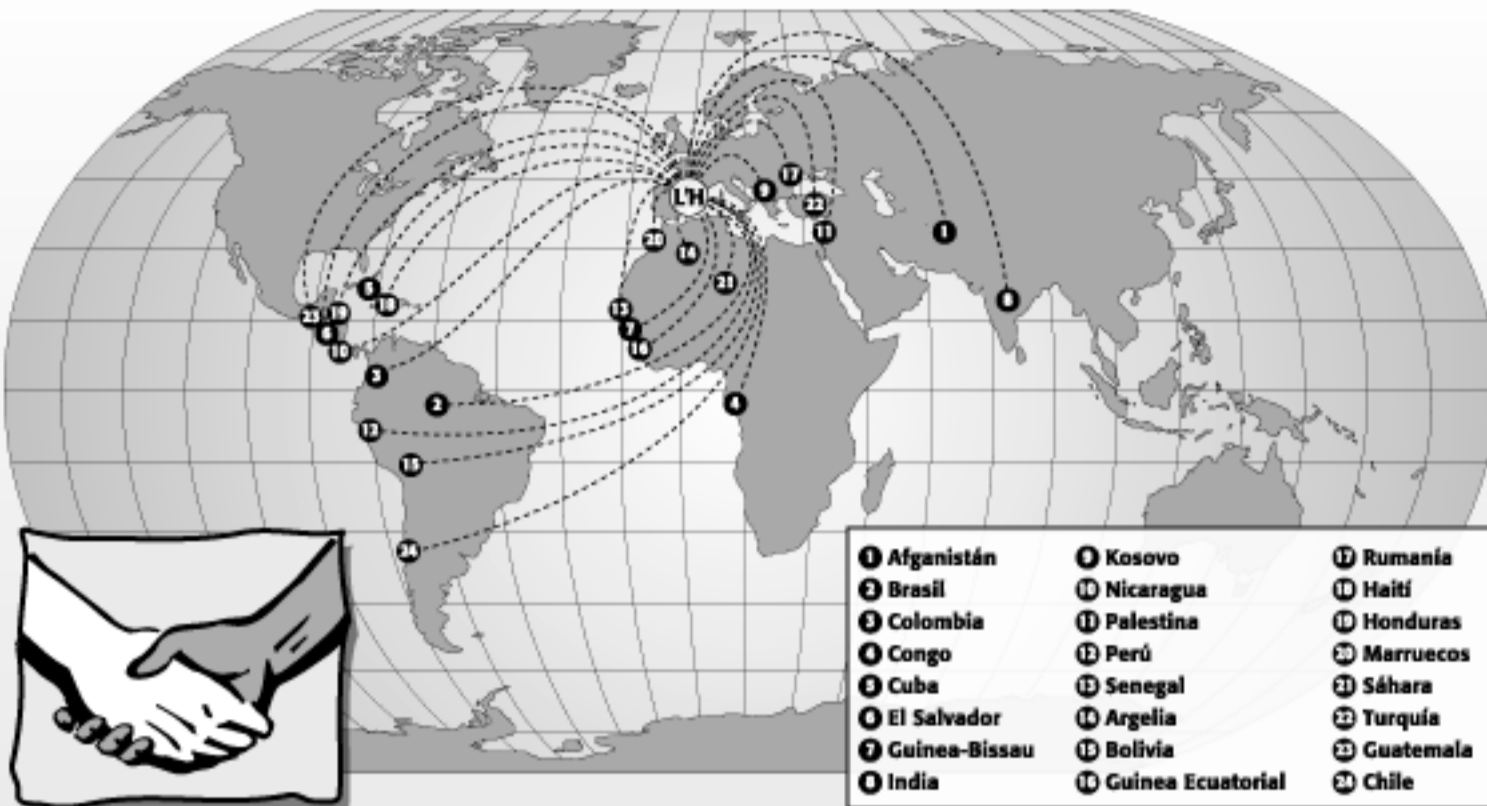 L'H
1 Afganistán
2 Brasil
3 Colombia
4 Congo
5 Cuba
6 El Salvador
7 Guinea-Bissau
8 India
9 Kosovo
10 Nicaragua
11 Palestina
12 Perú
13 Senegal
14 Argelia
15 Bolivia
16 Guinea Ecuatorial
17 Rumanía
18 Haití
19 Honduras
20 Marruecos
21 Sáhara
22 Turquía
23 Guatemala
24 Chile